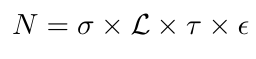 N = σ × ℒ × τ × ϵ